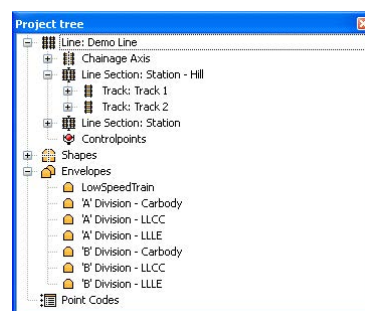 Project tree
Line: Demo Line
Chainage Axis
Line Section: Station - Hill
Track: Track 1
Track: Track 2
Line Section: Station
Controlpoints
Shapes
Envelopes
LowSpeedTrain
'A' Division - Carbody
'A' Division - LLCC
'A' Division - LLLE
'B' Division - Carbody
'B' Division - LLCC
'B' Division - LLLE
Point Codes